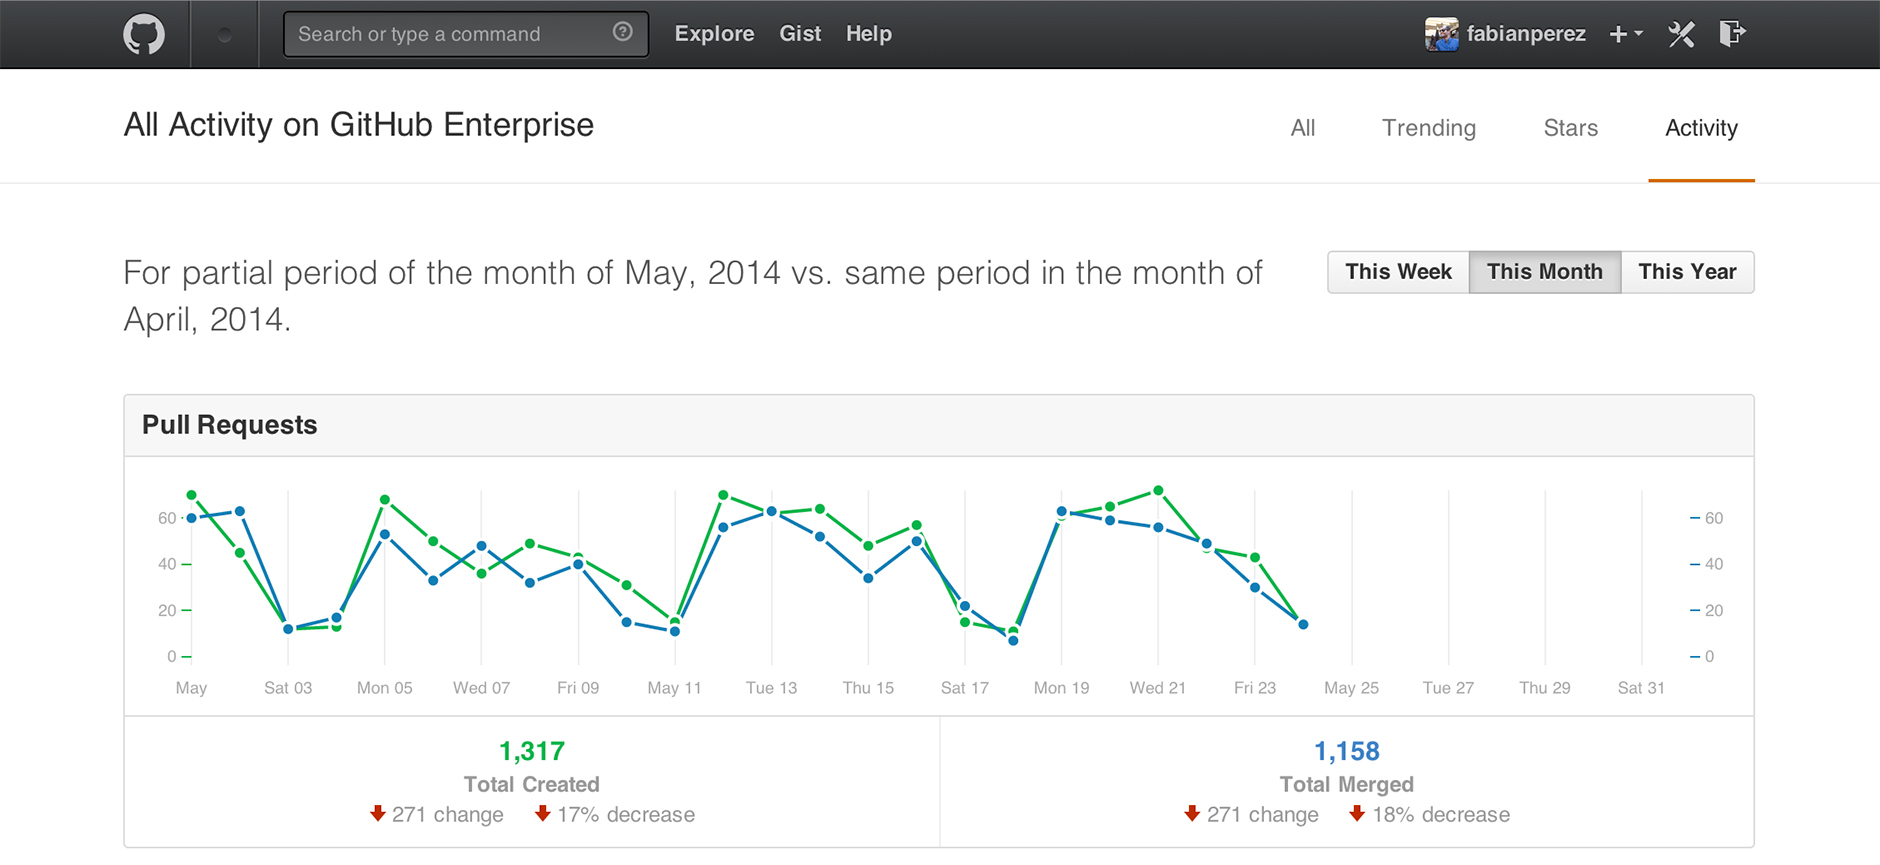 Search or type a command
Explore Gist Help
fabianperez
All Activity on GitHub Enterprise
All Trending Stars Activity
For partial period of the month of May, 2014 vs. same period in the month of
April, 2014.
This Week This Month This Year
Pull Requests
60 60
40 40
20 20
0 0
May Sat 03 Mon 05 Wed 07 Fri 09 May 11 Tue 13 Thu 15 Sat 17 Mon 19 Wed 21 Fri 23 May 25 Tue 27 Thu 29 Sat 31
1,317
Total Created
271 change 17% decrease
1,158
Total Merged
271 change 18% decrease